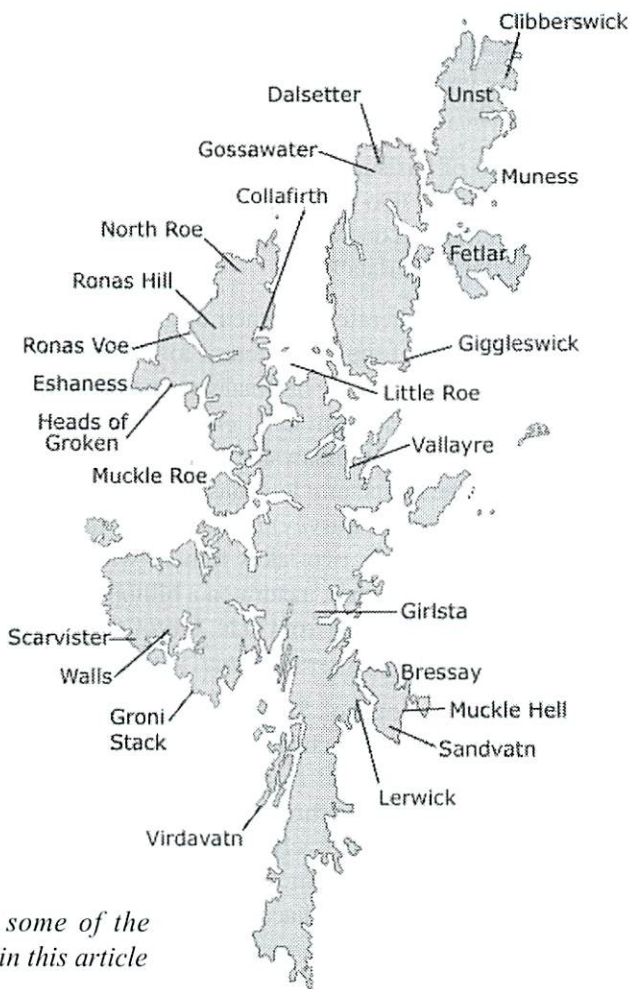 Clibberswick
Dalsetter
Unst
Gossawater
Muness
Collafirth
North Roe
Fetlar
Ronas Hill
Ronas Voe
Giggleswick
Eshaness
Little Roe
Heads of
Groken
Vallayre
Muckle Roe
Girlsta
Scarvister
Walls
Bressay
Groni
Stack
Muckle Hell
Sandvatn
Lerwick
Virdavatn
some of the
in this article